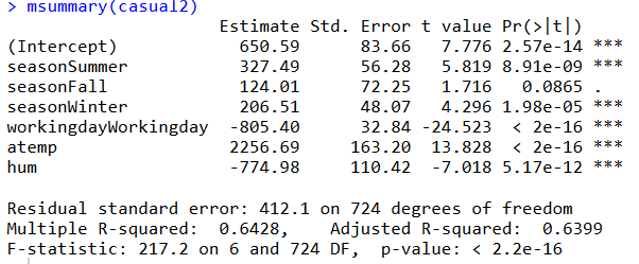 > msummary(casual2)
Estimate Std. Error t value Pr(>|t|)
(Intercept) 650.59 83.66 7.776 2.57e-14 ***
seasonSummer 327.49 56.28 5.819 8.91e-09 ***
seasonFall 124.01 72.25 1.716 0.0865 .
seasonWinter 206.51 48.07 4.296 1.98e-05 ***
workingdayWorkingday -805.40 32.84 -24.523 < 2e-16 ***
atemp 2256.69 163.20 13.828 < 2e-16 ***
hum -774.98 110.42 -7.018 5.17e-12 ***
Residual standard error: 412.1 on 724 degrees of freedom
Multiple R-squared: 0.6428, Adjusted R-squared: 0.6399
F-statistic: 217.2 on 6 and 724 DF, p-value: < 2.2e-16